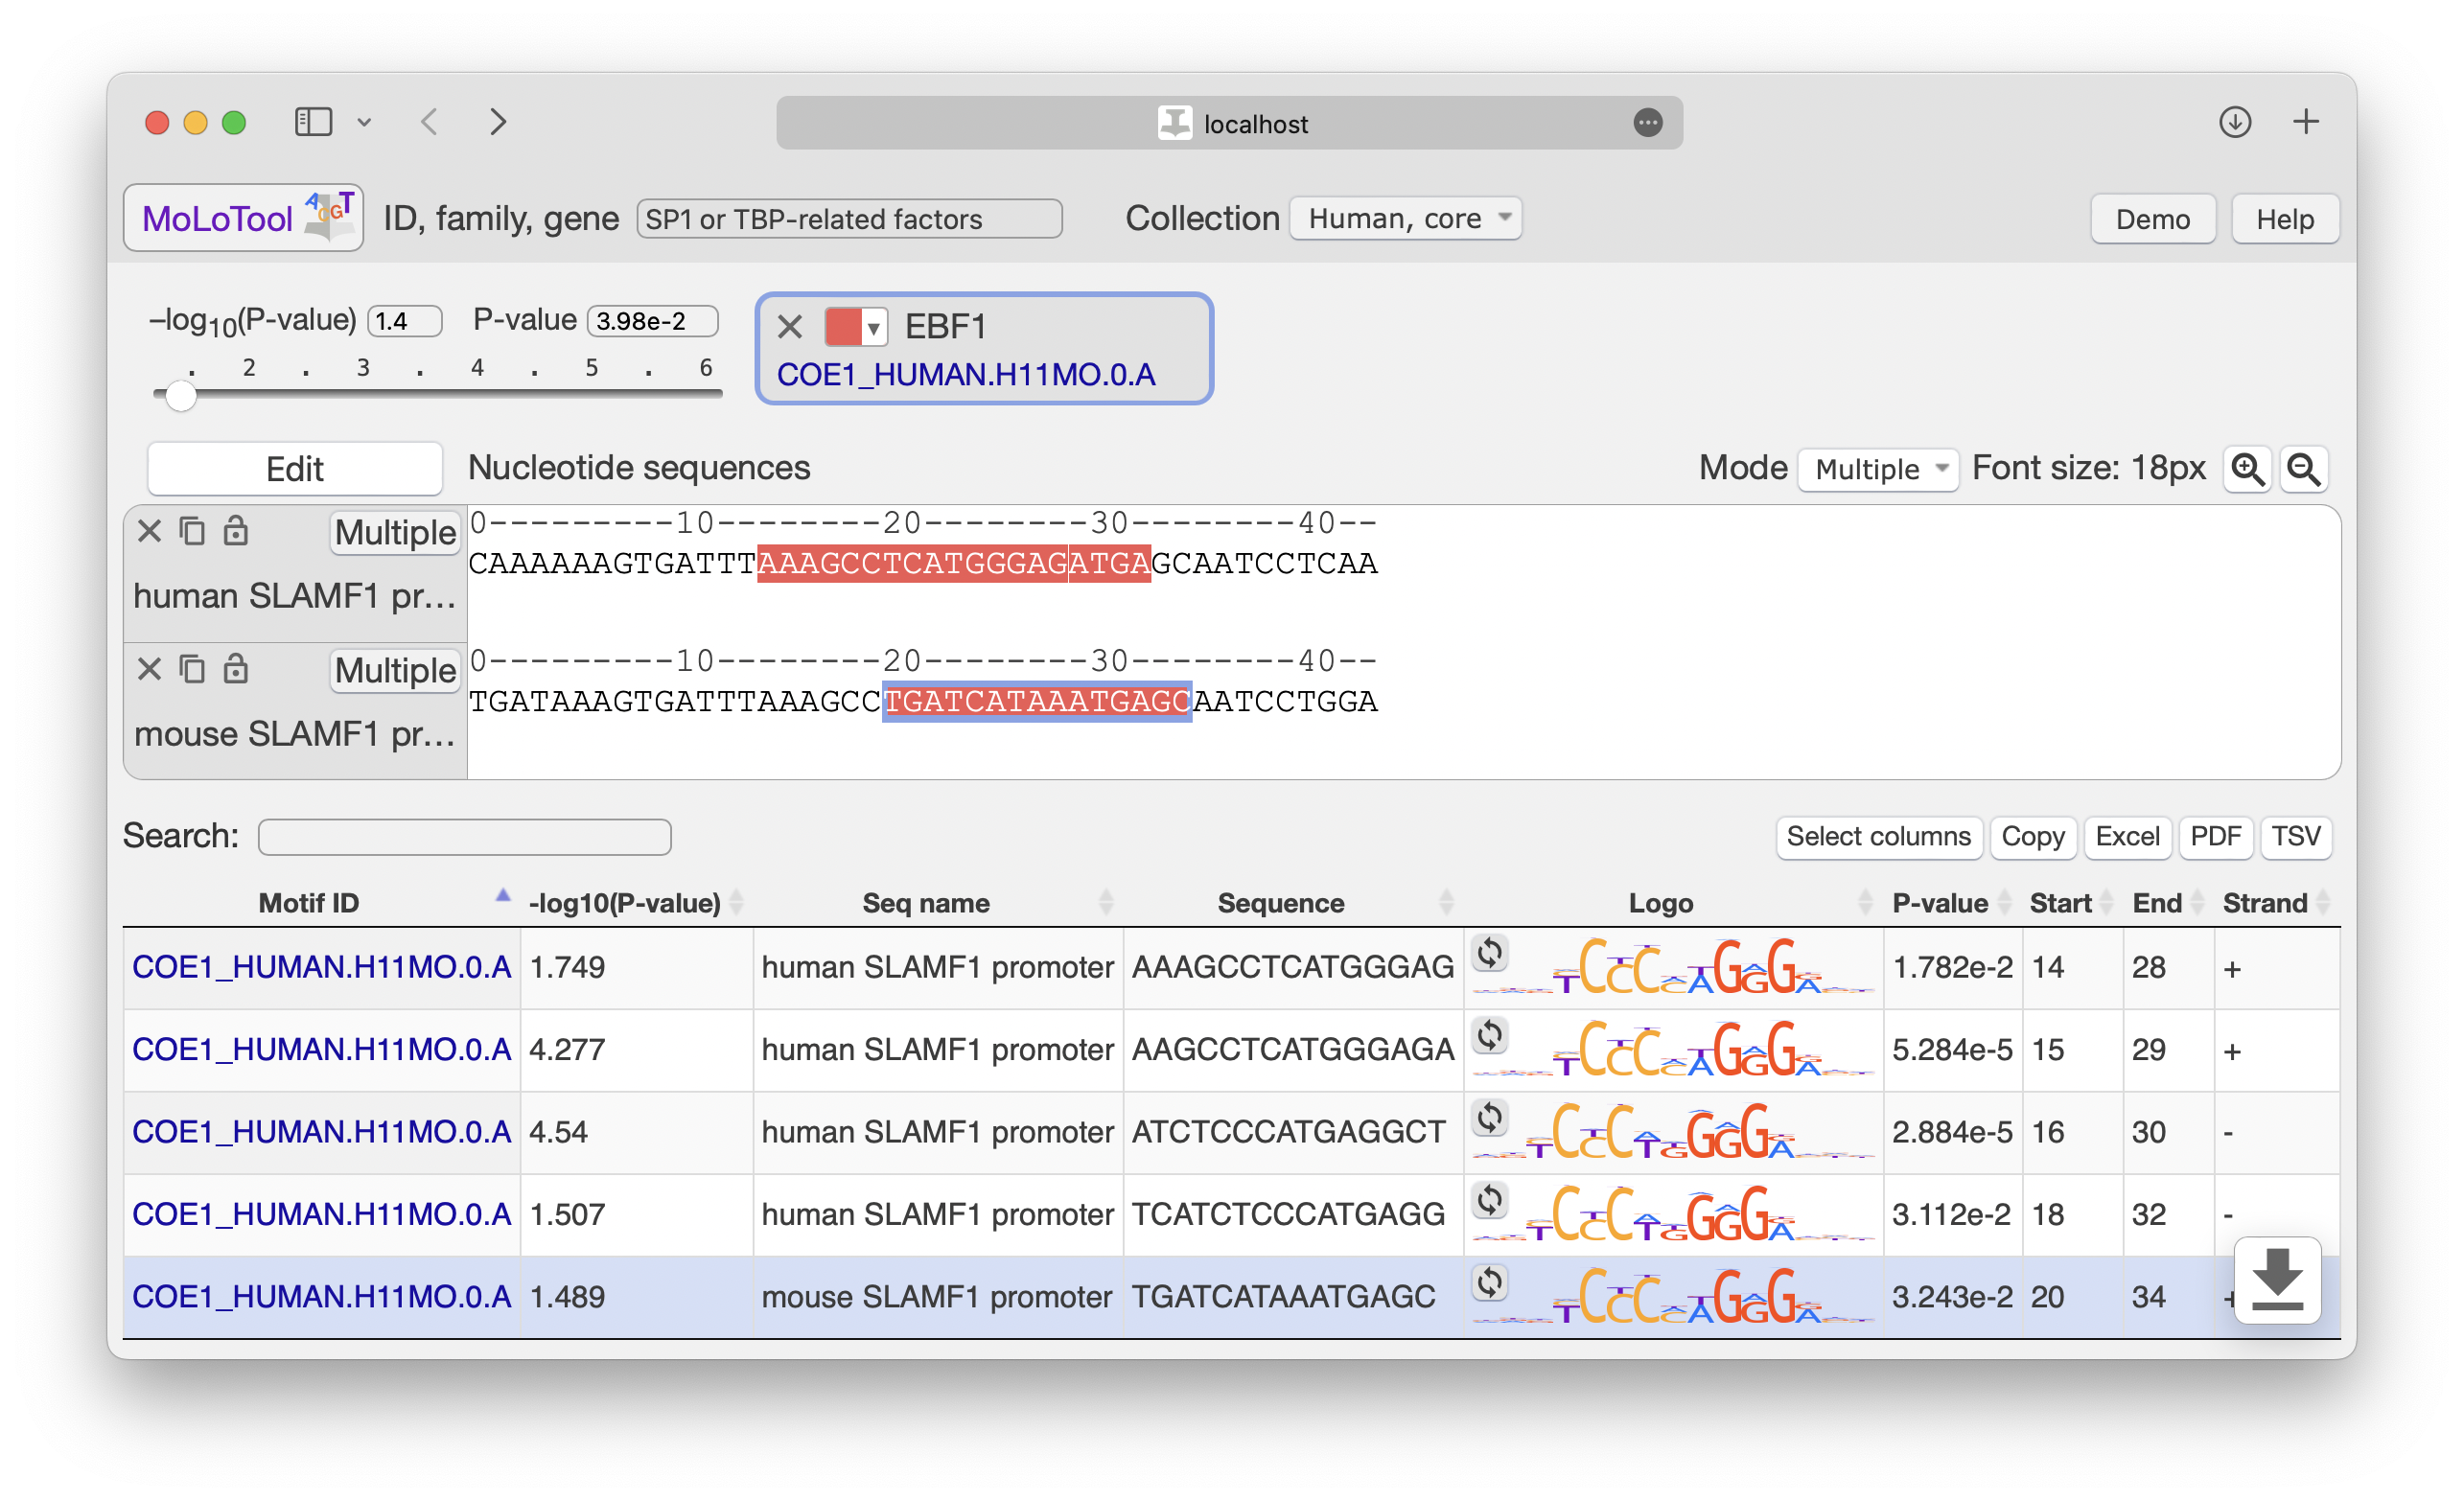 localhost
MoLoTool ACGT ID, family, gene SP1 or TBP-related factors Collection Human, core Demo Help
–log10(P-value) 1.4 P-value 3.98e-2
. 2 . 3 . 4 . 5 . 6
EBF1
COE1_HUMAN.H11MO.0.A
Edit Nucleotide sequences Mode Multiple Font size: 18px
Multiple 0---------10--------20--------30--------40--
CAAAAAAGTGATTTAAAGCCTCATGGGAGATGAGCAATCCTCAA
human SLAMF1 pr...
Multiple 0---------10--------20--------30--------40--
TGATAAAGTGATTTAAAGCCTGATCATAAATGAGCAATCCTGGA
mouse SLAMF1 pr...
Search: Select columns Copy Excel PDF TSV
Motif ID -log10(P-value) Seq name Sequence Logo P-value Start End Strand
COE1_HUMAN.H11MO.0.A 1.749 human SLAMF1 promoter AAAGCCTCATGGGAG 1.782e-2 14 28 +
COE1_HUMAN.H11MO.0.A 4.277 human SLAMF1 promoter AAGCCTCATGGGAGA 5.284e-5 15 29 +
COE1_HUMAN.H11MO.0.A 4.54 human SLAMF1 promoter ATCTCCCATGAGGCT 2.884e-5 16 30 -
COE1_HUMAN.H11MO.0.A 1.507 human SLAMF1 promoter TCATCTCCCATGAGG 3.112e-2 18 32 -
COE1_HUMAN.H11MO.0.A 1.489 mouse SLAMF1 promoter TGATCATAAATGAGC 3.243e-2 20 34 +